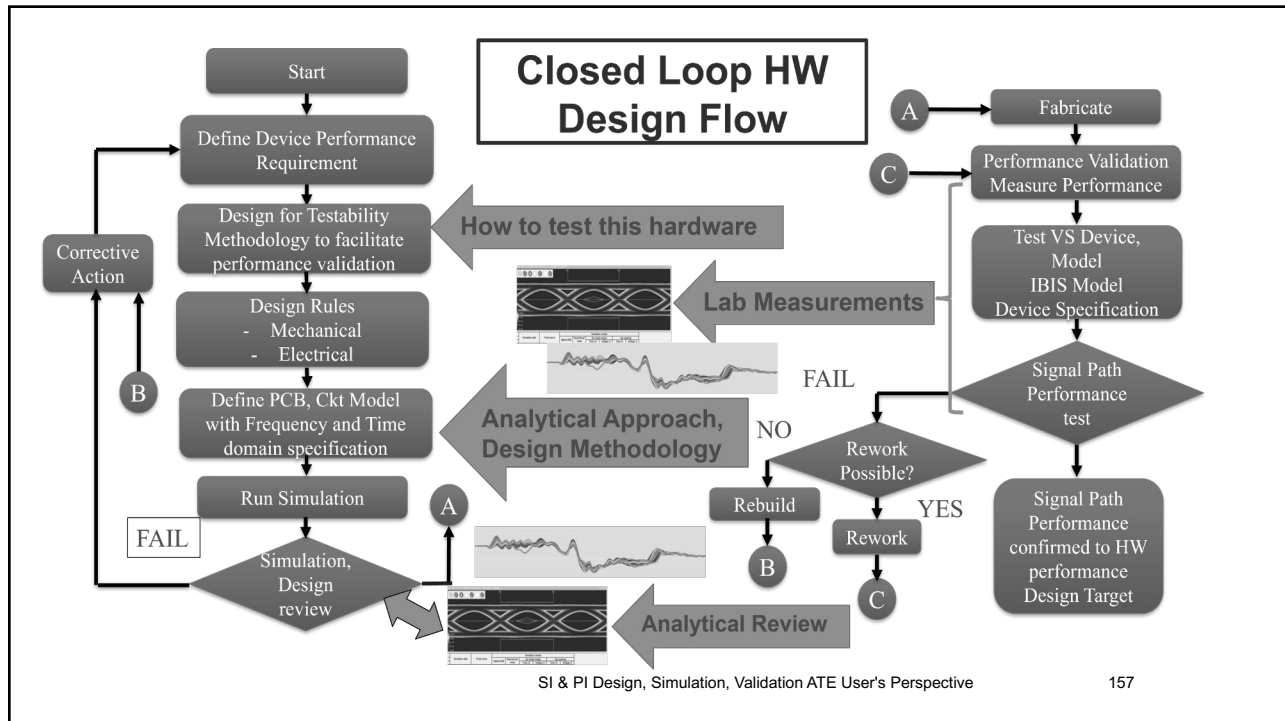 Closed Loop HW
Design Flow
Start
Define Device Performance
Requirement
Design for Testability
Methodology to facilitate
performance validation
Corrective
Action
Design Rules
- Mechanical
- Electrical
B
Define PCB, Ckt Model
with Frequency and Time
domain specification
Run Simulation
FAIL
Simulation,
Design
review
A
How to test this hardware
Lab Measurements
Analytical Approach,
Design Methodology
Analytical Review
A
Fabricate
C
Performance Validation
Measure Performance
Test VS Device,
Model
IBIS Model
Device Specification
Signal Path
Performance
test
FAIL
NO
Rework
Possible?
YES
Rebuild
B
Rework
C
Signal Path
Performance
confirmed to HW
performance
Design Target
SI & PI Design, Simulation, Validation ATE User's Perspective
157